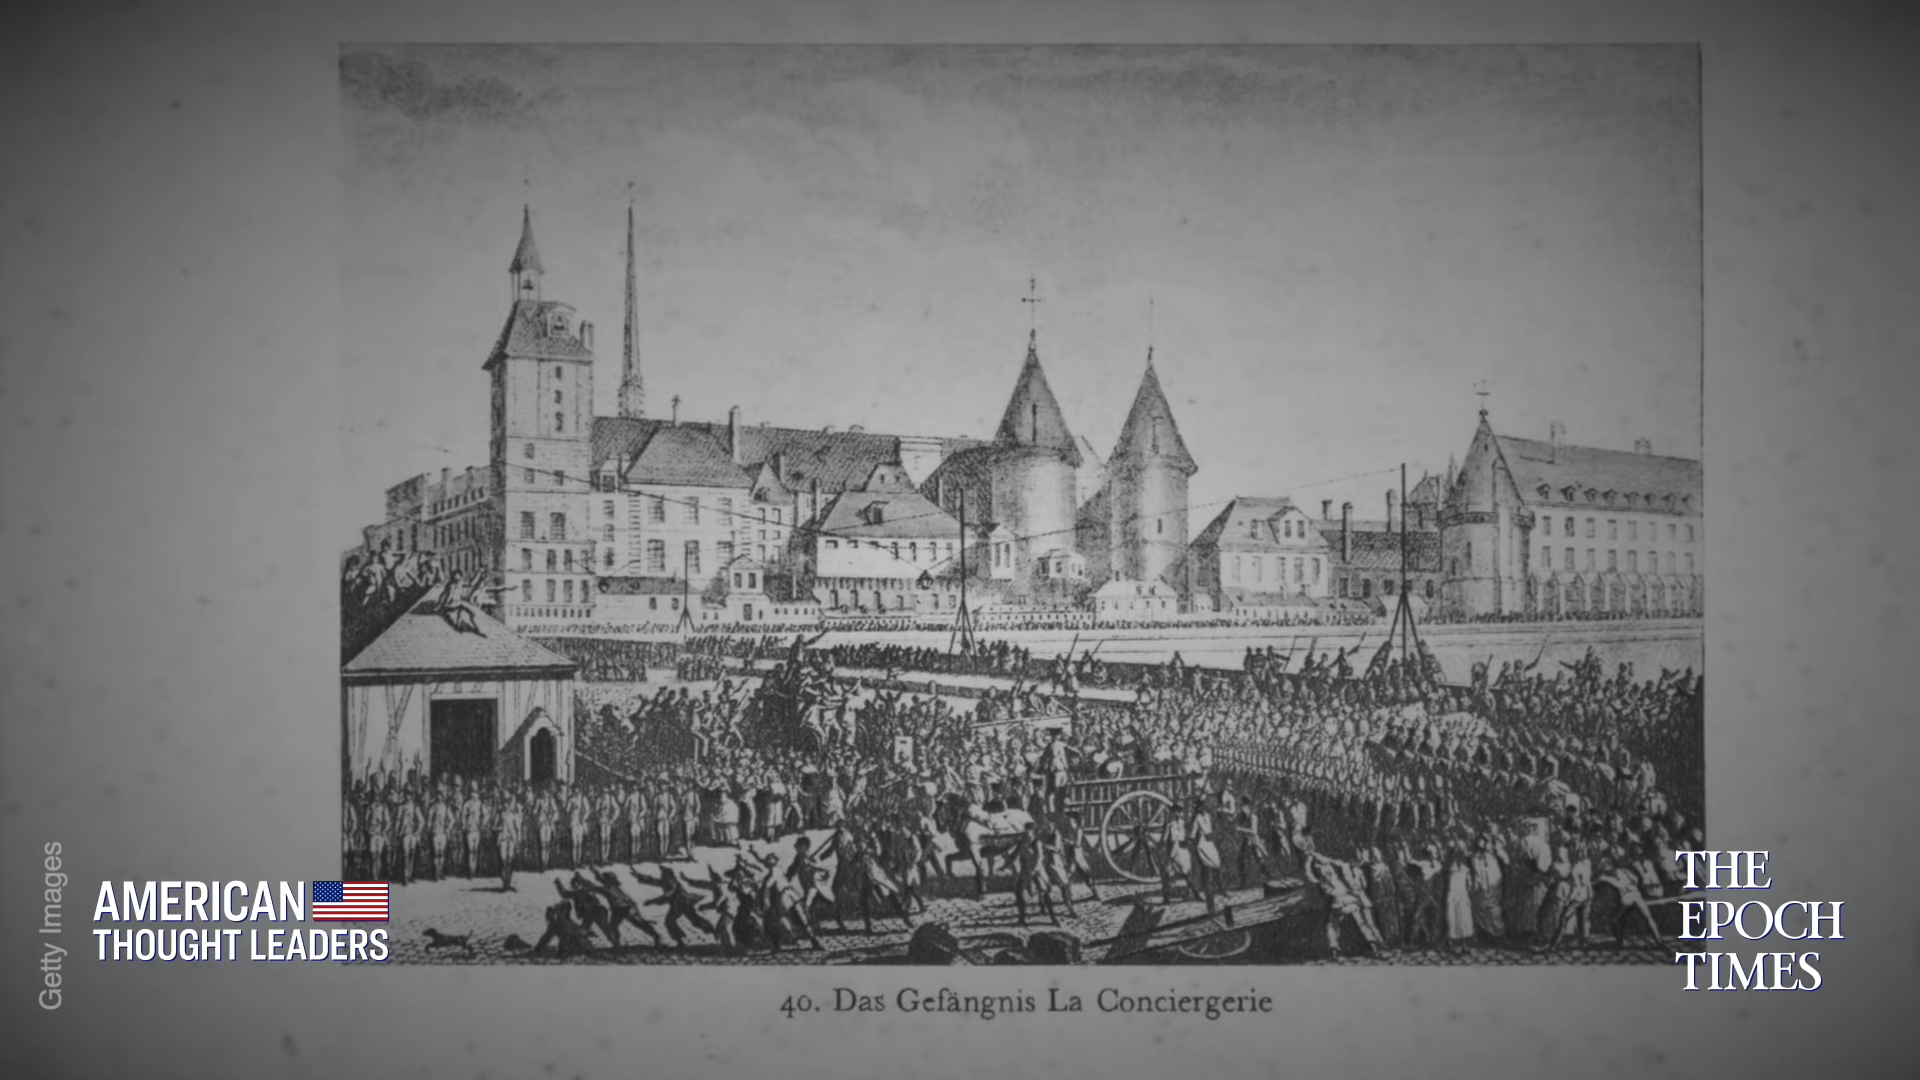 Getty Images
AMERICAN
THOUGHT LEADERS
THE
EPOCH
TIMES
40. Das Gefängnis La Conciergerie